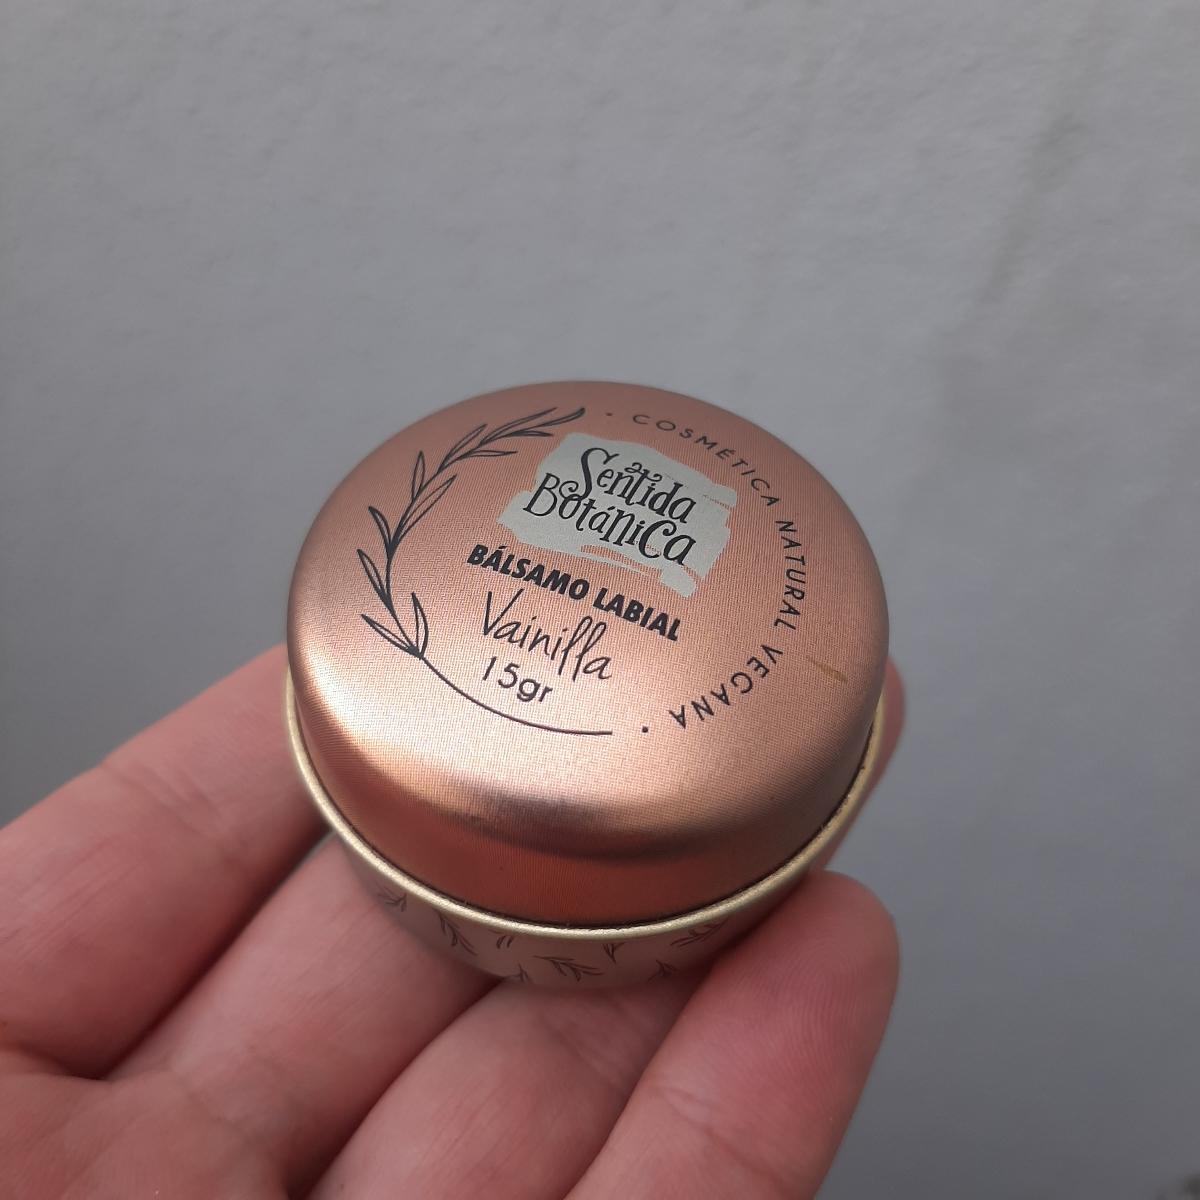 Sentida
Botánica
BÁLSAMO LABIAL
Vainilla
15gr
· COSMÉTICA NATURAL VEGANA ·